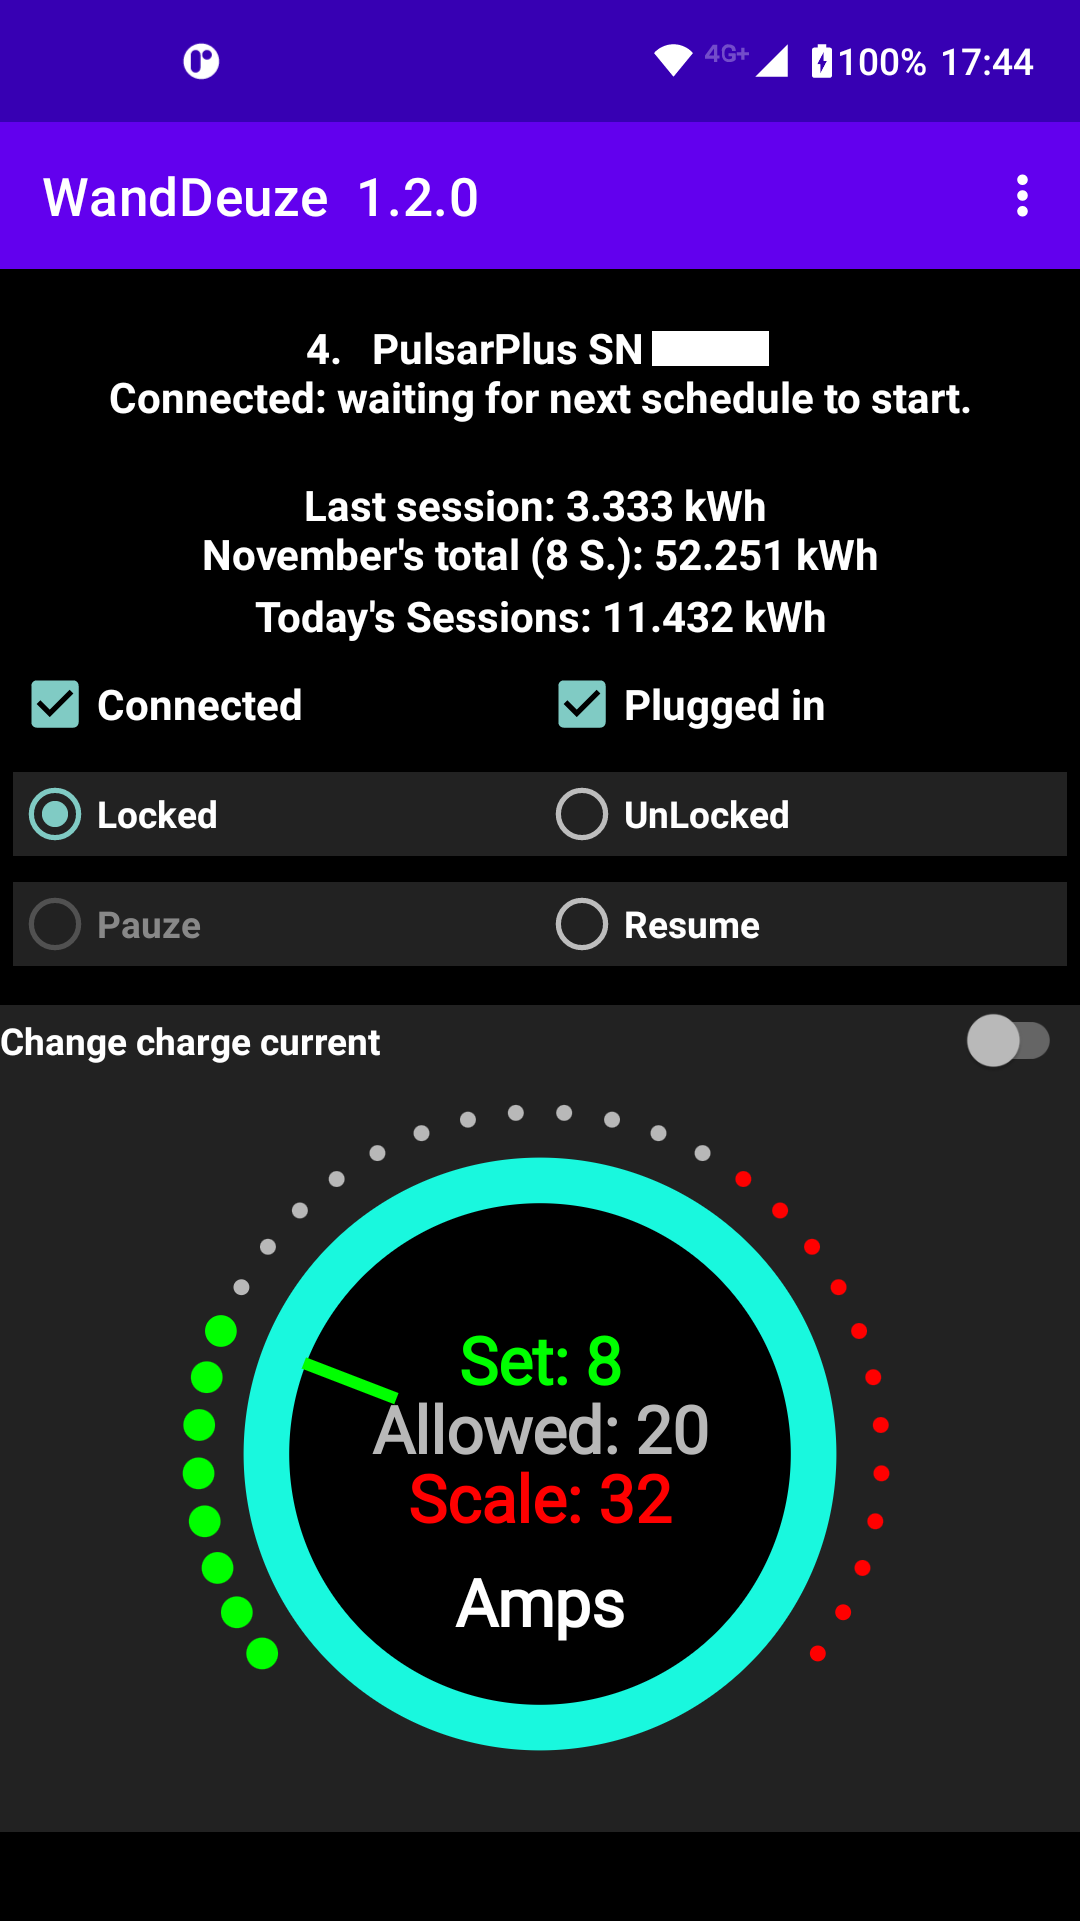 4G+ 100% 17:44
WandDeuze 1.2.0
4. PulsarPlus SN
Connected: waiting for next schedule to start.
Last session: 3.333 kWh
November's total (8 S.): 52.251 kWh
Today's Sessions: 11.432 kWh
Connected Plugged in
Locked UnLocked
Pauze Resume
Change charge current
Set: 8
Allowed: 20
Scale: 32
Amps